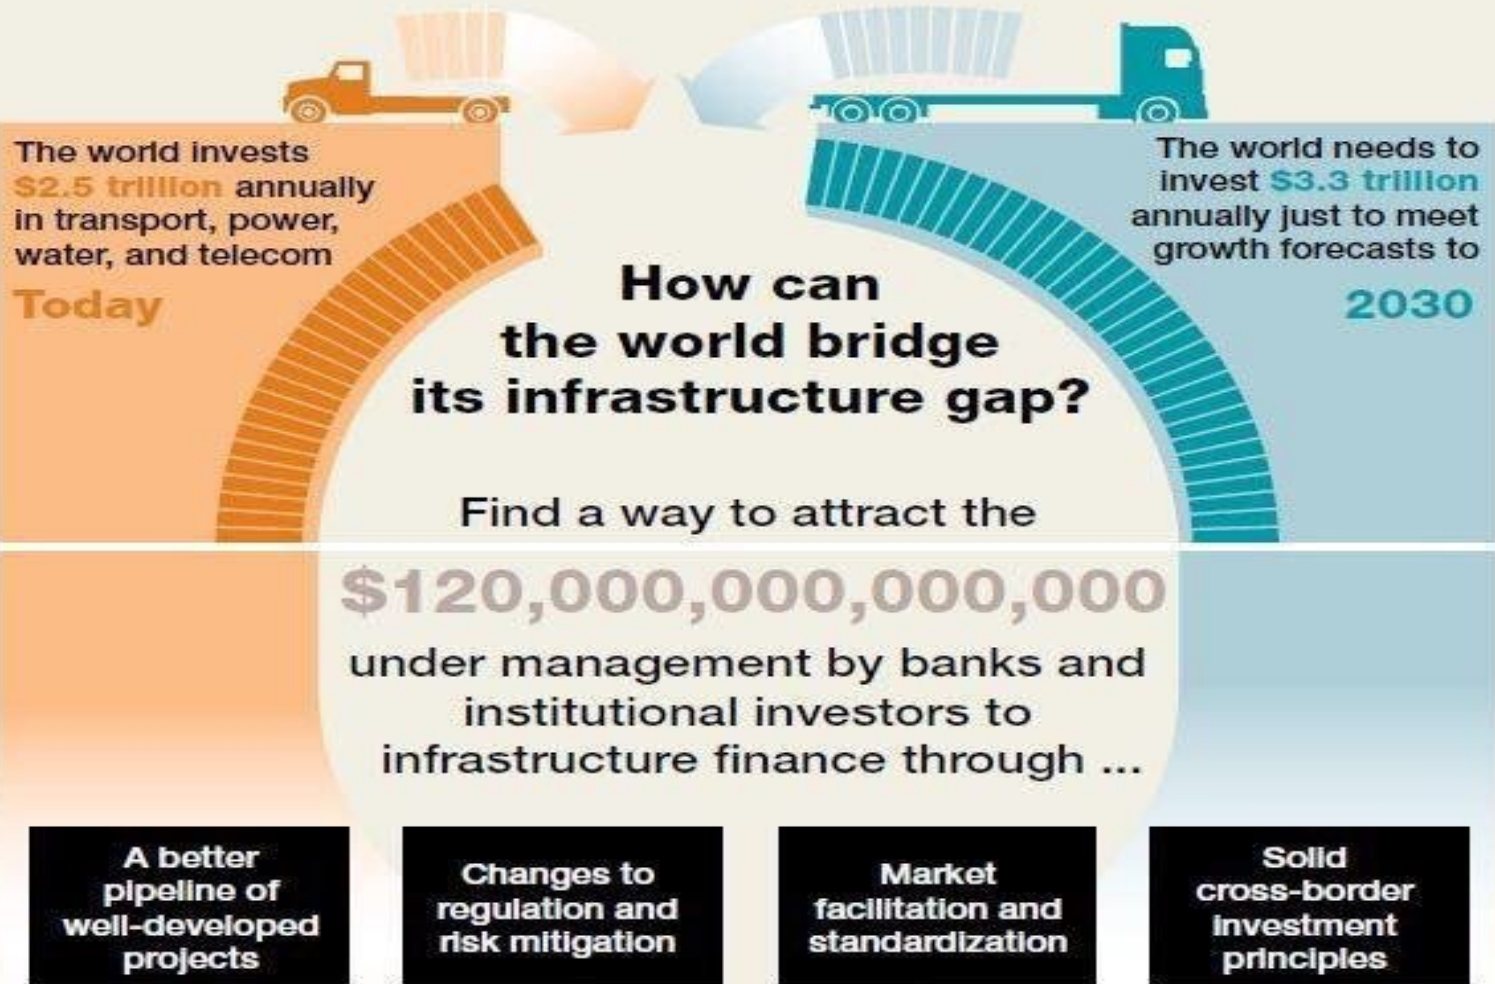 The world invests
$2.5 trillion annually
in transport, power,
water, and telecom
Today
The world needs to
invest $3.3 trillion
annually just to meet
growth forecasts to
2030
How can
the world bridge
its infrastructure gap?
Find a way to attract the
$120,000,000,000,000
under management by banks and
institutional investors to
infrastructure finance through ...
A better
pipeline of
well-developed
projects
Changes to
regulation and
risk mitigation
Market
facilitation and
standardization
Solid
cross-border
investment
principles